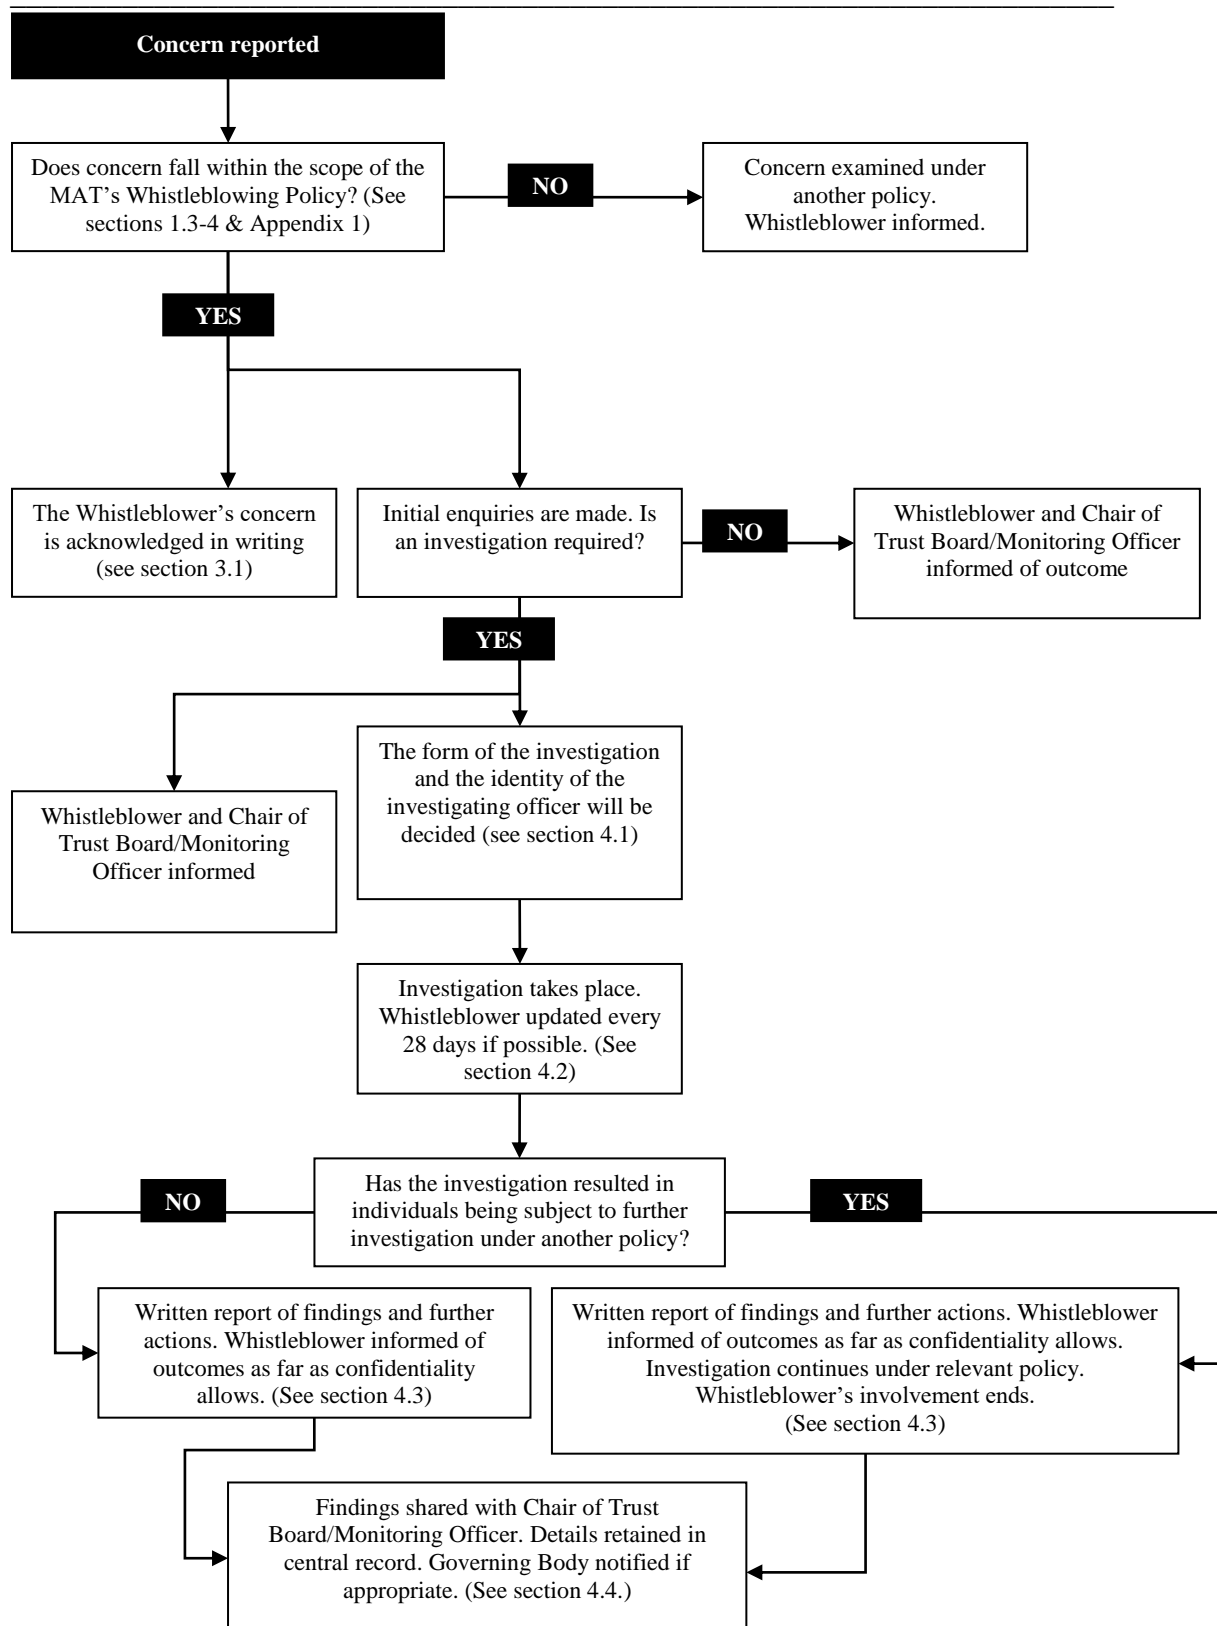 Concern reported
Does concern fall within the scope of the
MAT’s Whistleblowing Policy? (See
sections 1.3-4 & Appendix 1)
NO
Concern examined under
another policy.
Whistleblower informed.
YES
The Whistleblower’s concern
is acknowledged in writing
(see section 3.1)
Initial enquiries are made. Is
an investigation required?
NO
Whistleblower and Chair of
Trust Board/Monitoring Officer
informed of outcome
YES
The form of the investigation
and the identity of the
investigating officer will be
decided (see section 4.1)
Whistleblower and Chair of
Trust Board/Monitoring
Officer informed
Investigation takes place.
Whistleblower updated every
28 days if possible. (See
section 4.2)
Has the investigation resulted in
individuals being subject to further
investigation under another policy?
NO
YES
Written report of findings and further
actions. Whistleblower informed of
outcomes as far as confidentiality
allows. (See section 4.3)
Written report of findings and further actions. Whistleblower
informed of outcomes as far as confidentiality allows.
Investigation continues under relevant policy.
Whistleblower’s involvement ends.
(See section 4.3)
Findings shared with Chair of Trust
Board/Monitoring Officer. Details retained in
central record. Governing Body notified if
appropriate. (See section 4.4.)